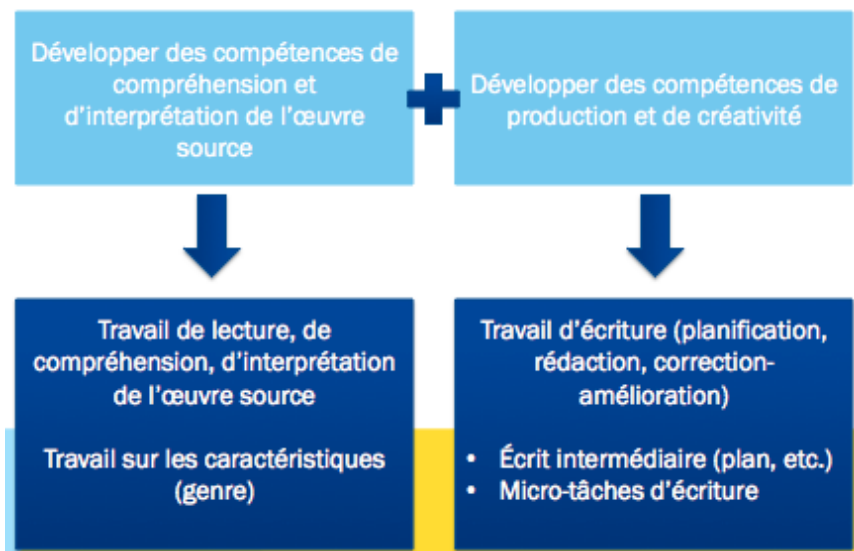 Développer des compétences de
compréhension et
d'interprétation de l'œuvre
source
Développer des compétences de
production et de créativité
Travail de lecture, de
compréhension, d'interprétation
de l'œuvre source
Travail sur les caractéristiques
(genre)
Travail d'écriture (planification,
rédaction, correction-
amélioration)
• Écrit intermédiaire (plan, etc.)
• Micro-tâches d'écriture